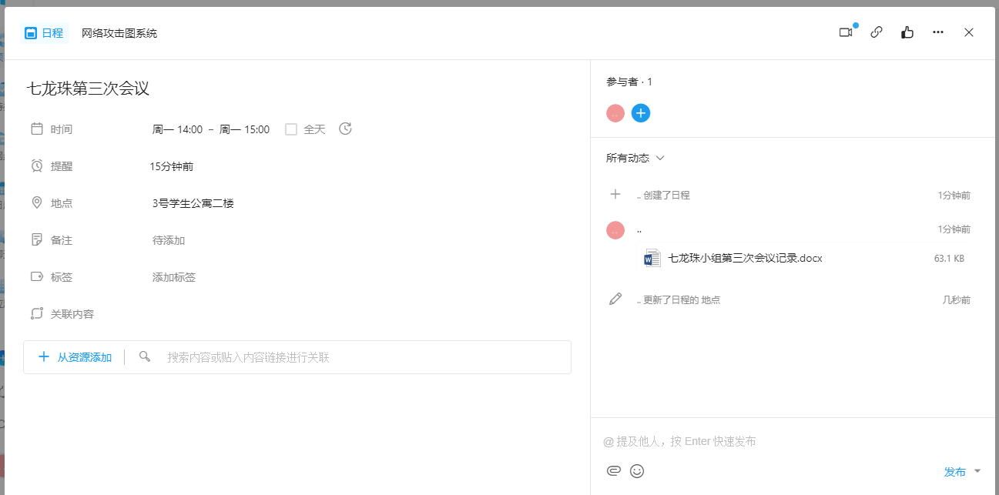 日程 网络攻击图系统
七龙珠第三次会议
时间 周一 14:00 – 周一 15:00 全天
提醒 15分钟前
地点 3号学生公寓二楼
备注 待添加
标签 添加标签
关联内容
从资源添加 搜索内容或贴入内容链接进行关联
参与者 · 1
..
所有动态
.. 创建了日程 1分钟前
.. .. 1分钟前
七龙珠小组第三次会议记录.docx 63.1 KB
.. 更新了日程的 地点 几秒前
@ 提及他人，按 Enter 快速发布
发布